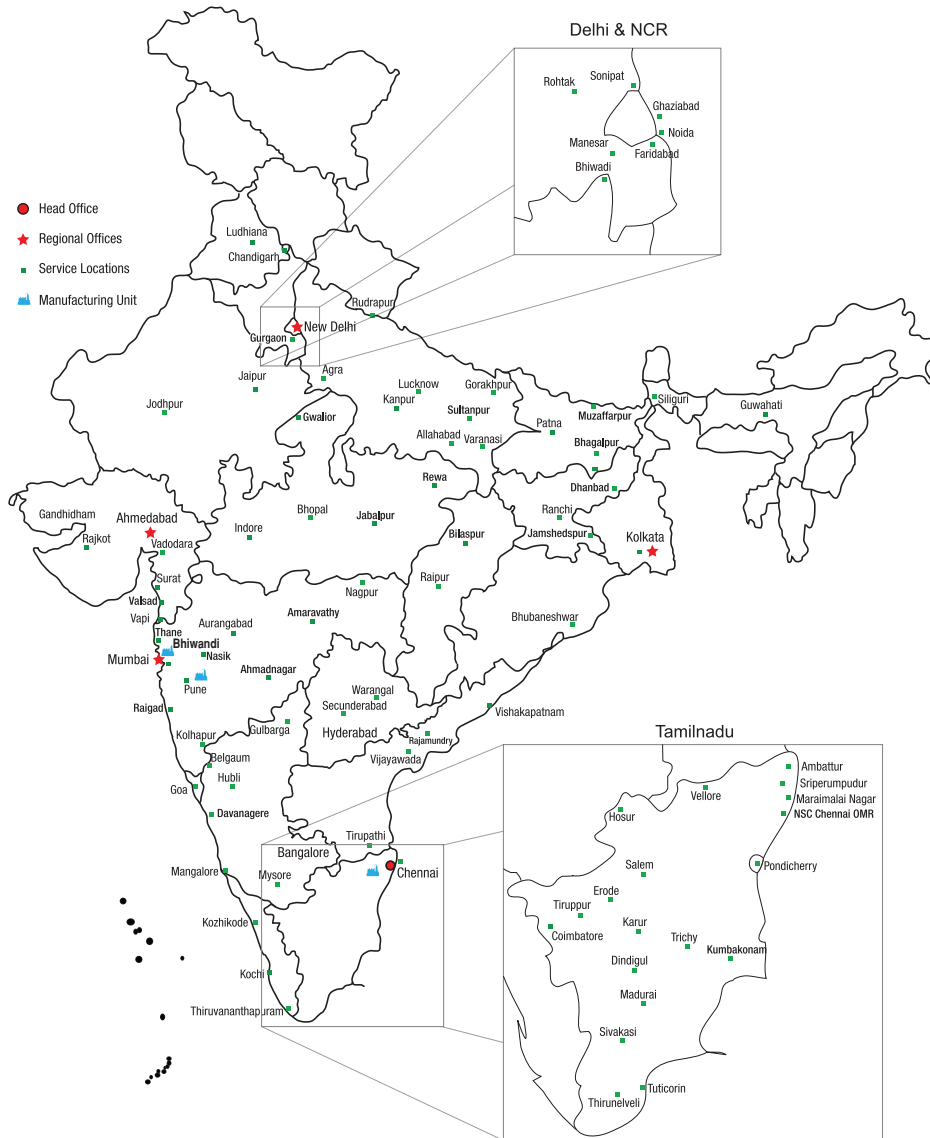 Delhi & NCR
Rohtak
Sonipat
Ghaziabad
Noida
Manesar
Faridabad
Bhiwadi
Head Office
Regional Offices
Service Locations
Manufacturing Unit
Ludhiana
Chandigarh
Rudrapur
New Delhi
Gurgaon
Agra
Jaipur
Lucknow
Gorakhpur
Kanpur
Jodhpur
Gwalior
Sultanpur
Muzaffarpur
Siliguri
Guwahati
Patna
Allahabad
Varanasi
Bhagalpur
Rewa
Dhanbad
Gandhidham
Ahmedabad
Bhopal
Jabalpur
Ranchi
Indore
Rajkot
Vadodara
Bilaspur
Jamshedspur
Kolkata
Surat
Nagpur
Raipur
Valsad
Amaravathy
Vapi
Aurangabad
Bhubaneshwar
Thane
Bhiwandi
Mumbai
Nasik
Ahmadnagar
Pune
Warangal
Raigad
Secunderabad
Vishakapatnam
Gulbarga
Hyderabad
Kolhapur
Rajamundry
Belgaum
Vijayawada
Hubli
Goa
Davanagere
Tirupathi
Bangalore
Mangalore
Mysore
Chennai
Kozhikode
Kochi
Thiruvananthapuram
Tamilnadu
Ambattur
Sriperumpudur
Vellore
Maraimalai Nagar
Hosur
NSC Chennai OMR
Salem
Pondicherry
Erode
Tiruppur
Karur
Coimbatore
Trichy
Kumbakonam
Dindigul
Madurai
Sivakasi
Tuticorin
Thirunelveli